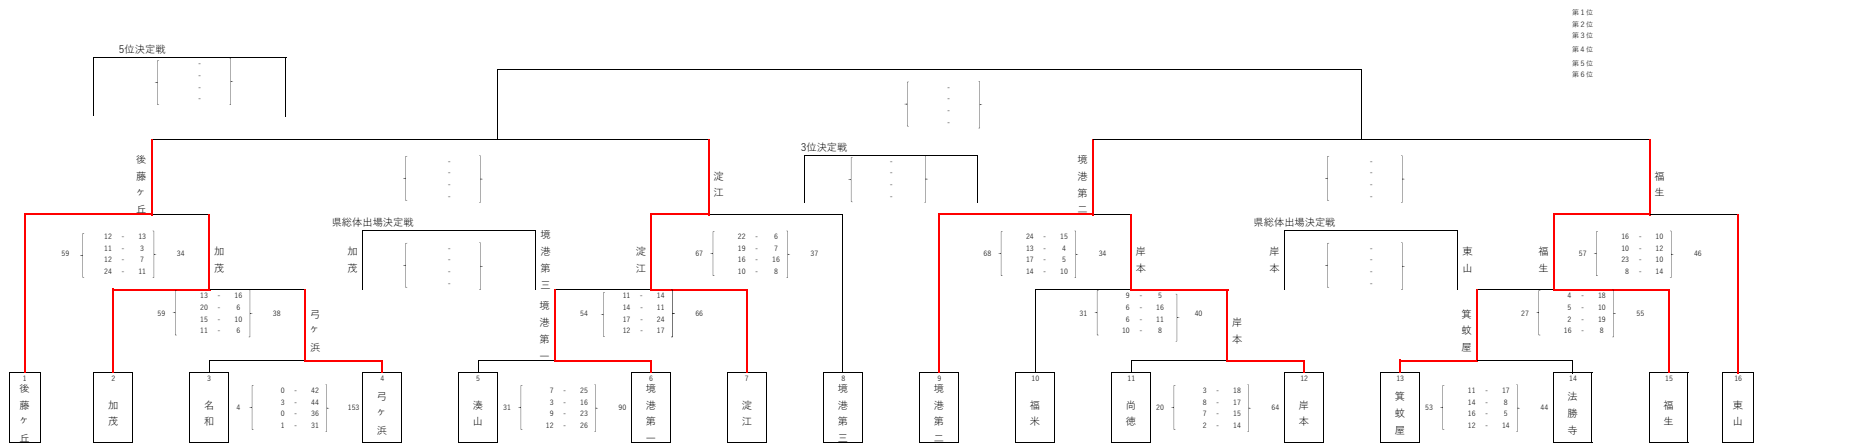 第1位
第2位
第3位
第4位
第5位
第6位
5位決定戦
-
-
-
-
-
-
-
-
3位決定戦
-
-
-
-
後藤ヶ丘
-
-
-
-
淀江
境港第二
-
-
-
-
福生
県総体出場決定戦
県総体出場決定戦
59
12 - 13
11 - 3
12 - 7
24 - 11
34
加茂
加茂
-
-
-
-
境港第三
淀江
67
22 - 6
19 - 7
16 - 16
10 - 8
37
68
24 - 15
13 - 4
17 - 5
14 - 10
34
岸本
岸本
-
-
-
-
東山
福生
57
16 - 10
10 - 12
23 - 10
8 - 14
46
59
13 - 16
20 - 6
15 - 10
11 - 6
38
弓ヶ浜
境港第一
54
11 - 14
14 - 11
17 - 24
12 - 17
66
31
9 - 5
6 - 16
6 - 11
10 - 8
40
岸本
箕蚊屋
27
4 - 18
5 - 10
2 - 19
16 - 8
55
1
後藤ヶ丘
2
加茂
3
名和
4
0 - 42
3 - 44
0 - 36
1 - 31
153
4
弓ヶ浜
5
湊山
31
7 - 25
3 - 16
9 - 23
12 - 26
90
6
境港第一
7
淀江
8
境港第三
9
境港第二
10
福米
11
尚徳
20
3 - 18
8 - 17
7 - 15
2 - 14
64
12
岸本
13
箕蚊屋
53
11 - 17
14 - 8
16 - 5
12 - 14
44
14
法勝寺
15
福生
16
東山